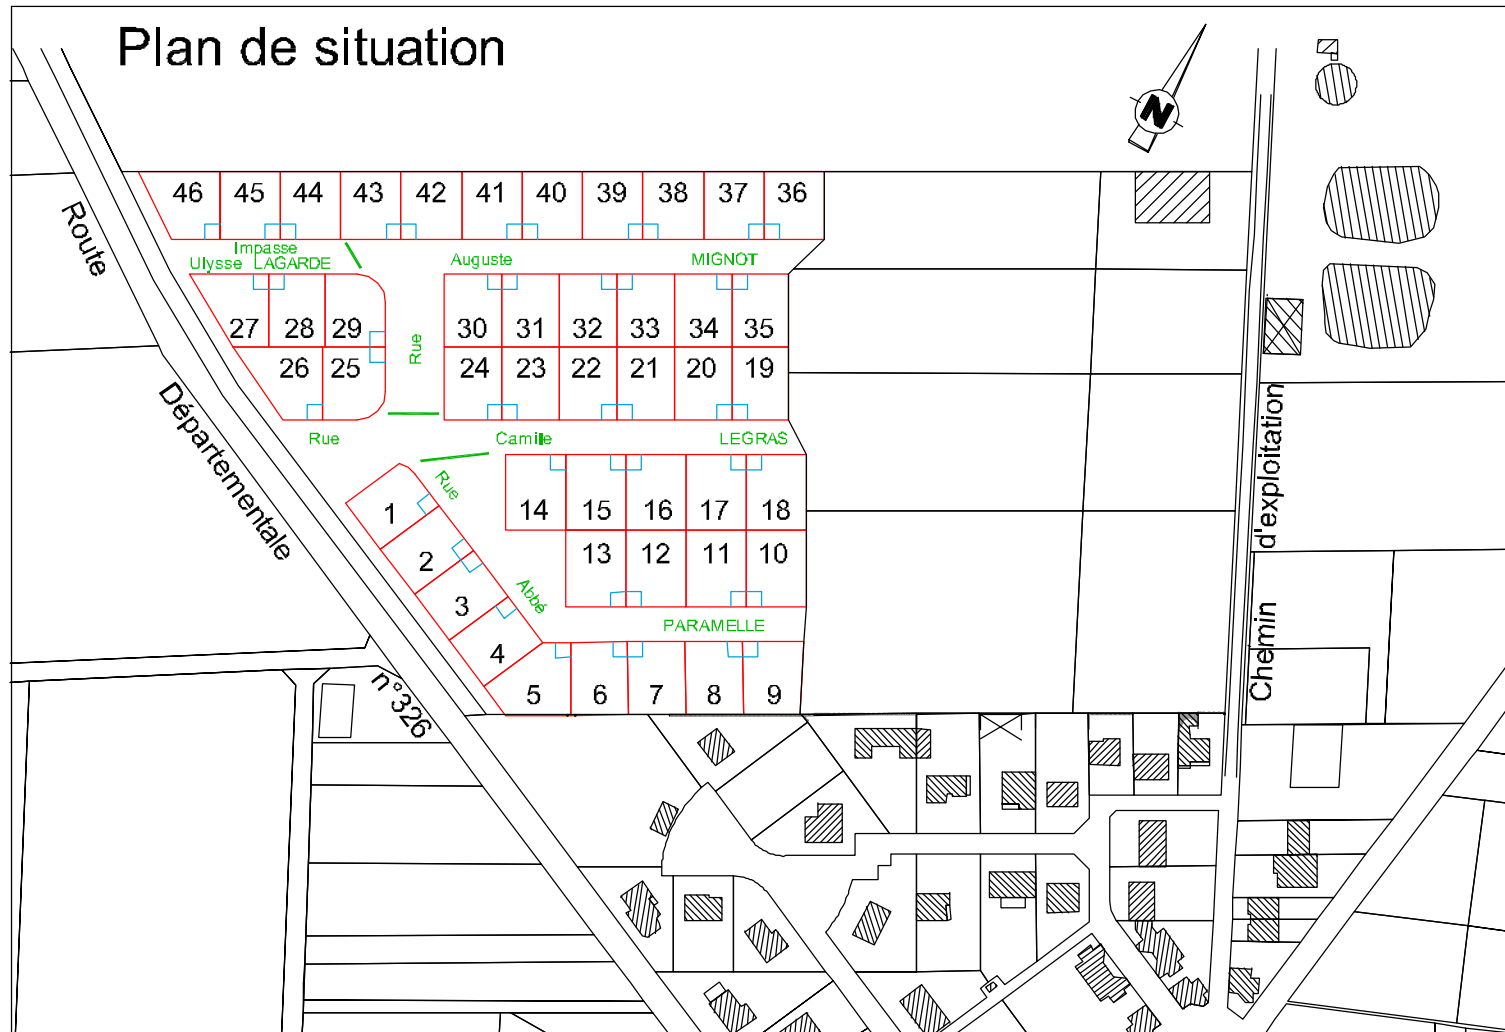 Plan de situation
N
46 45 44 43 42 41 40 39 38 37 36
Route
Impasse
Ulysse LAGARDE
Auguste MIGNOT
27 28 29 30 31 32 33 34 35
Rue
26 25 24 23 22 21 20 19
Départementale
Rue Camille LEGRAS
d'exploitation
Rue
1 14 15 16 17 18
2 13 12 11 10
3
Abbé
PARAMELLE
4
Chemin
n°326
5 6 7 8 9